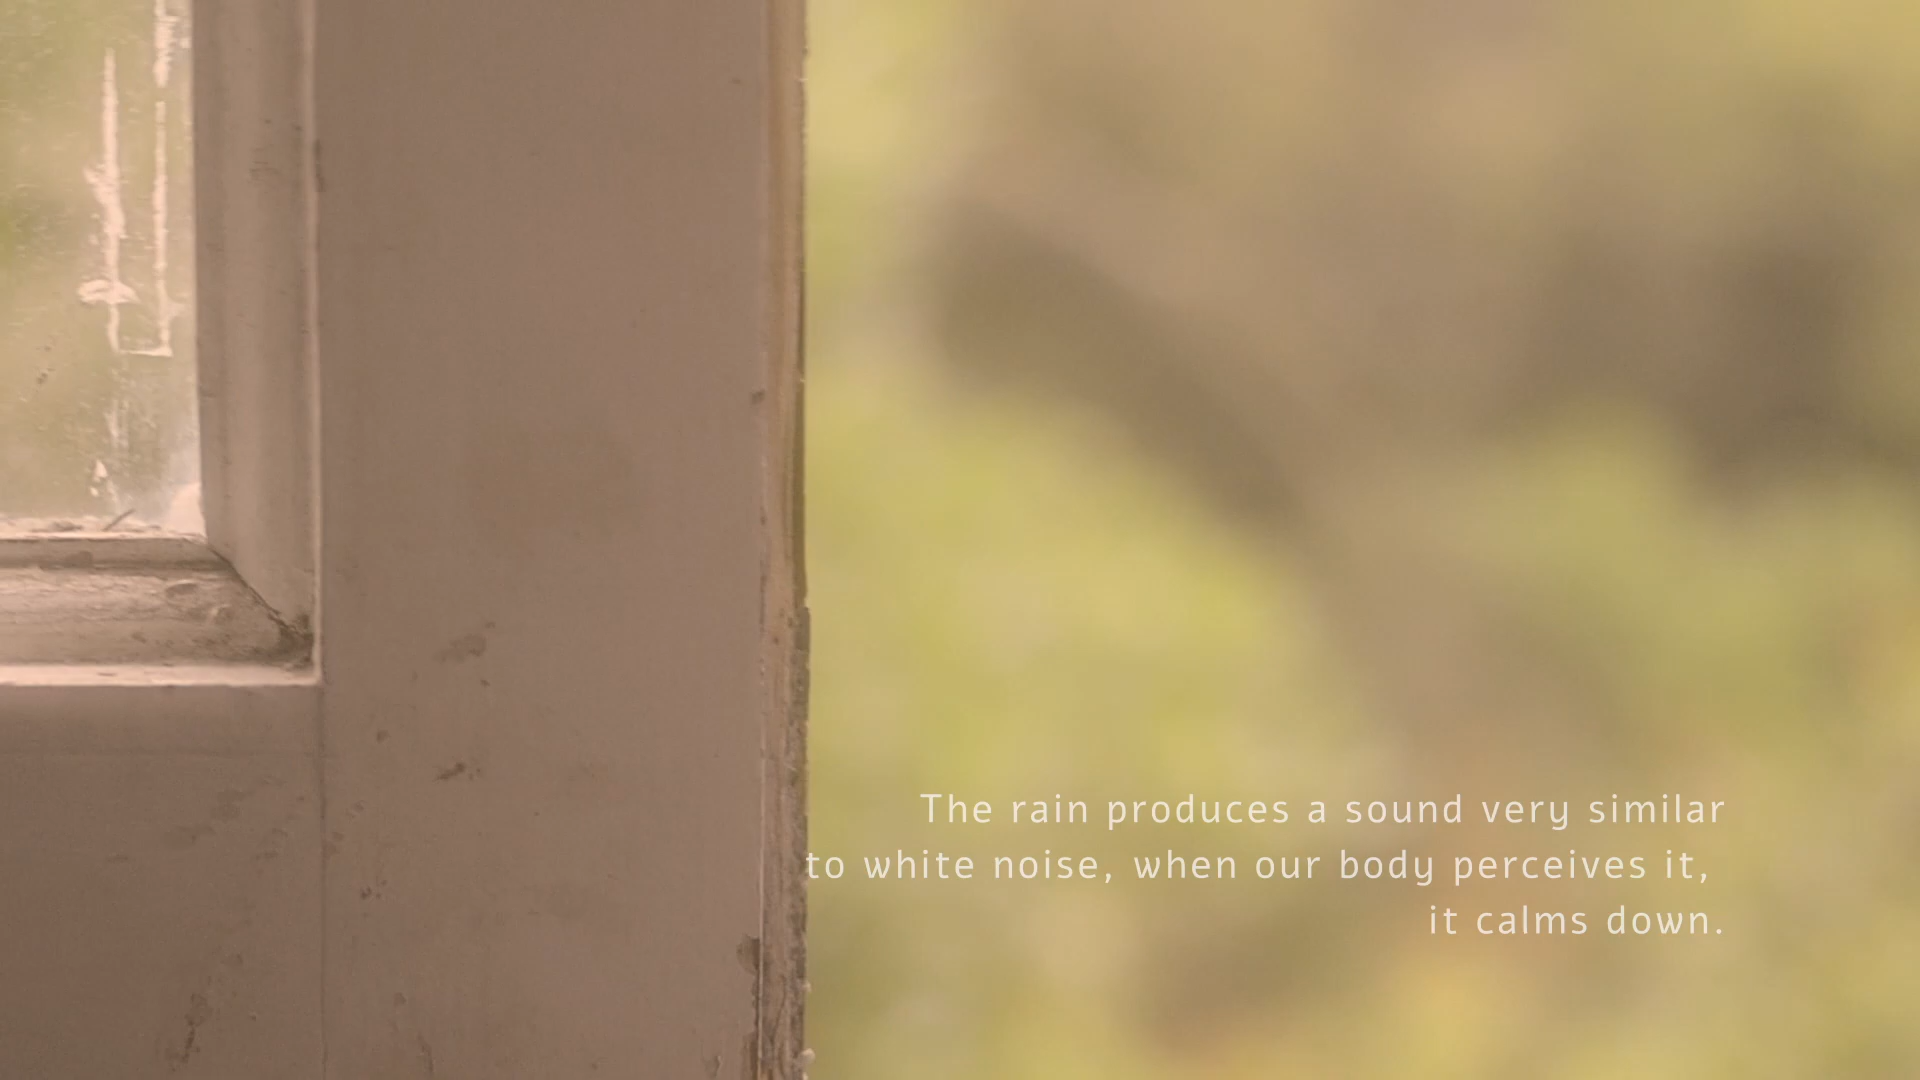 The rain produces a sound very similar
to white noise, when our body perceives it,
it calms down.